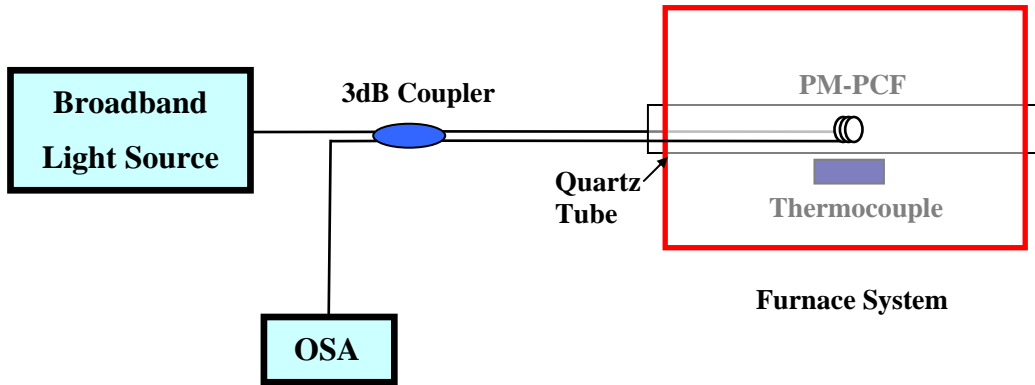 Broadband
Light Source
3dB Coupler
PM-PCF
Quartz
Tube
Thermocouple
Furnace System
OSA